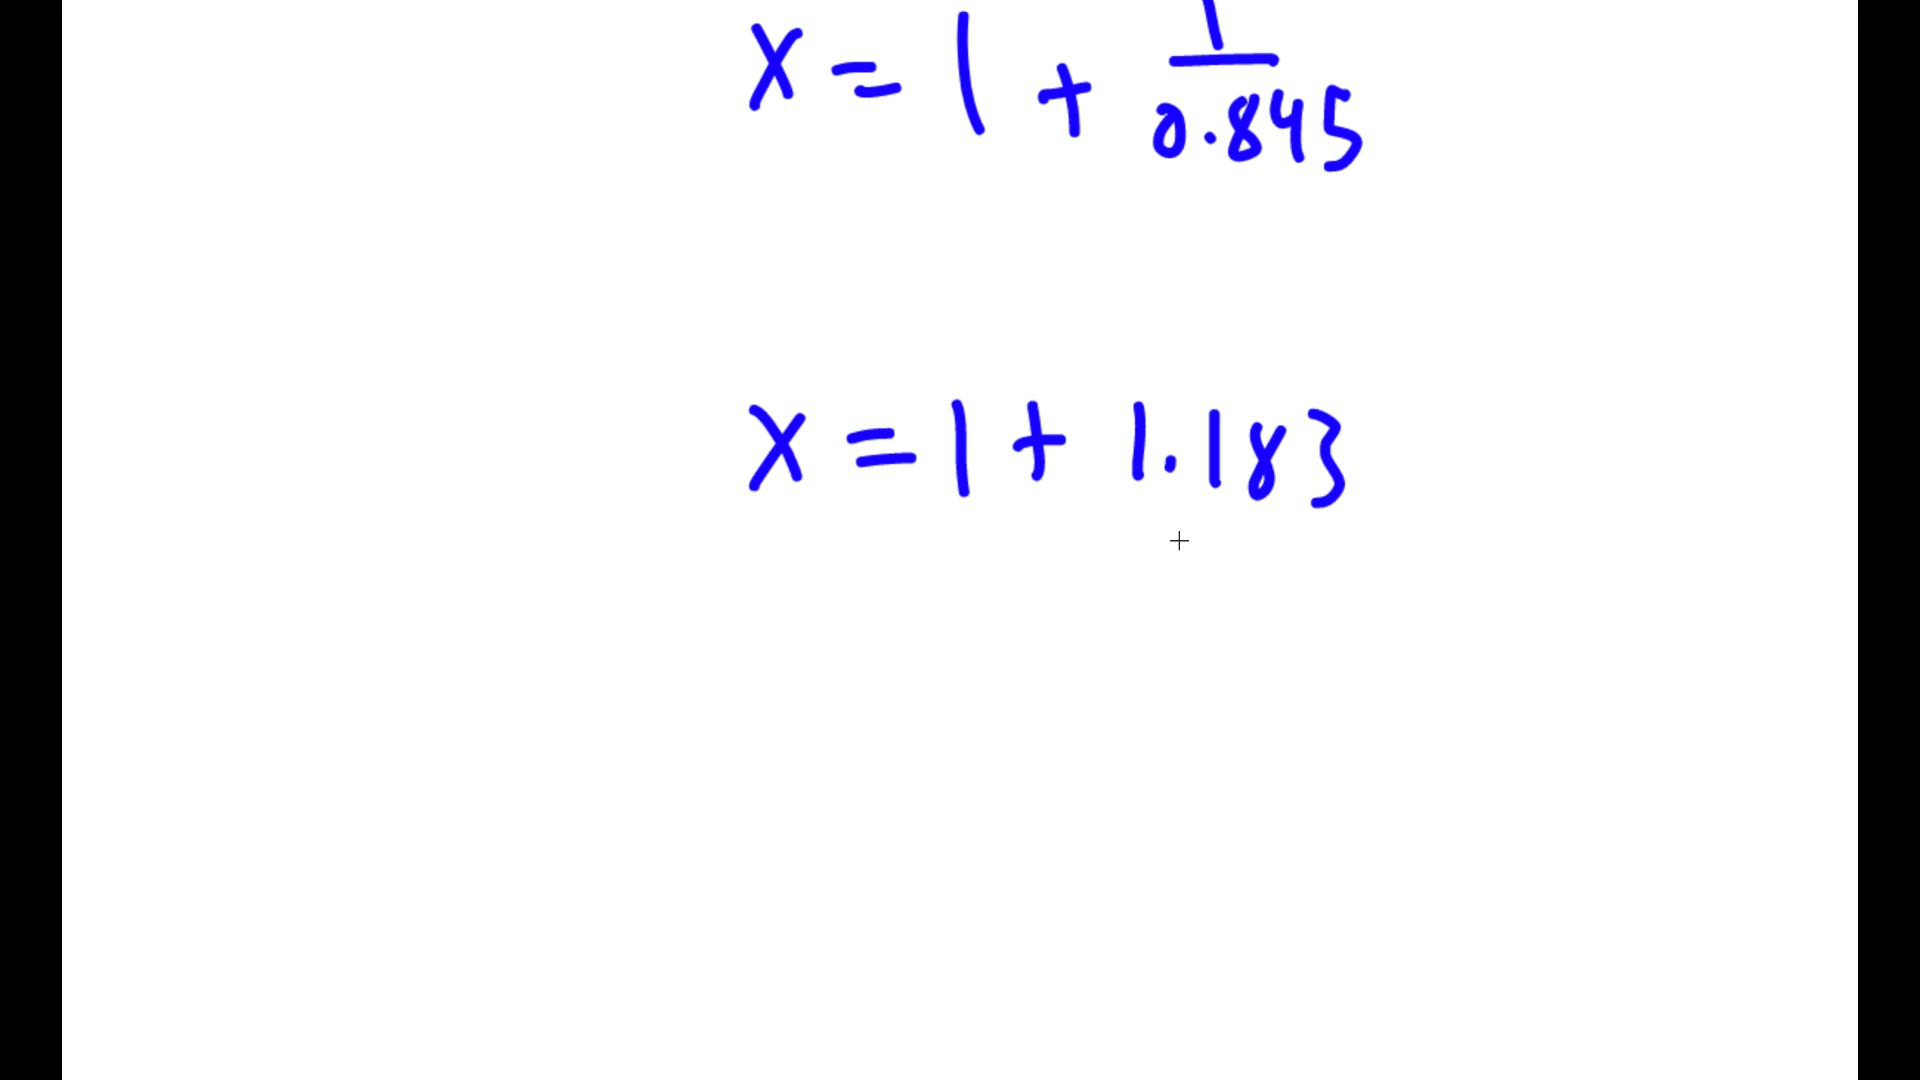 x = 1 + 1/0.845
x = 1 + 1.183